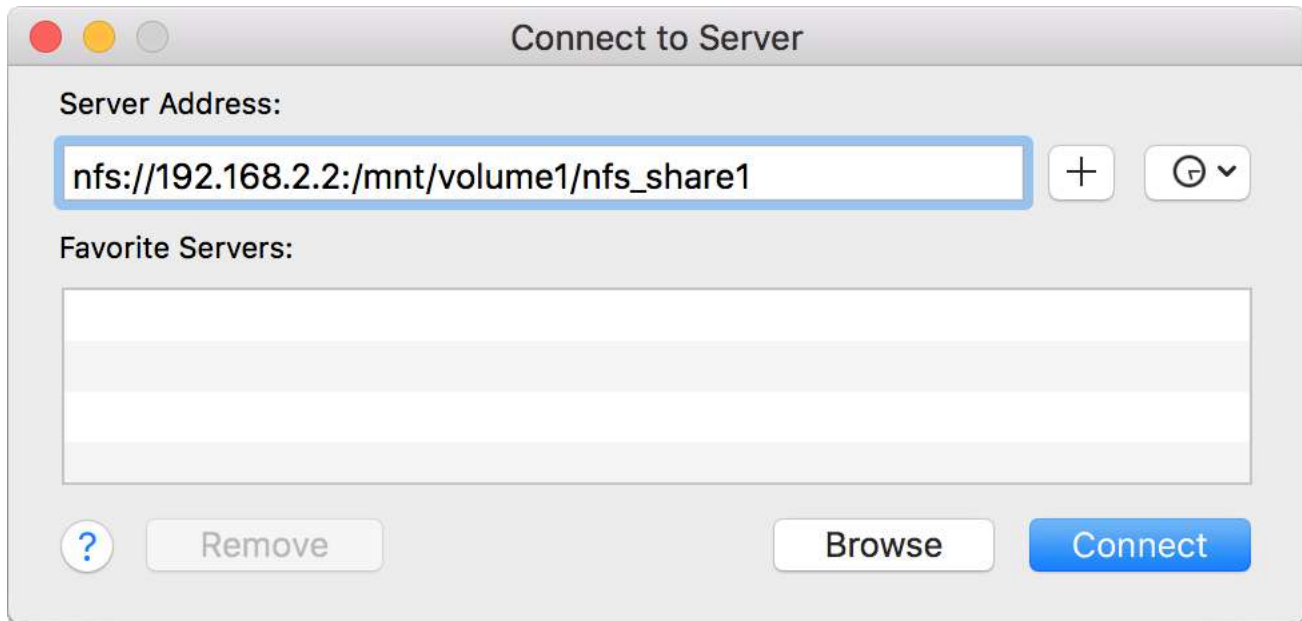 Connect to Server
Server Address:
nfs://192.168.2.2:/mnt/volume1/nfs_share1
Favorite Servers:
? Remove Browse Connect